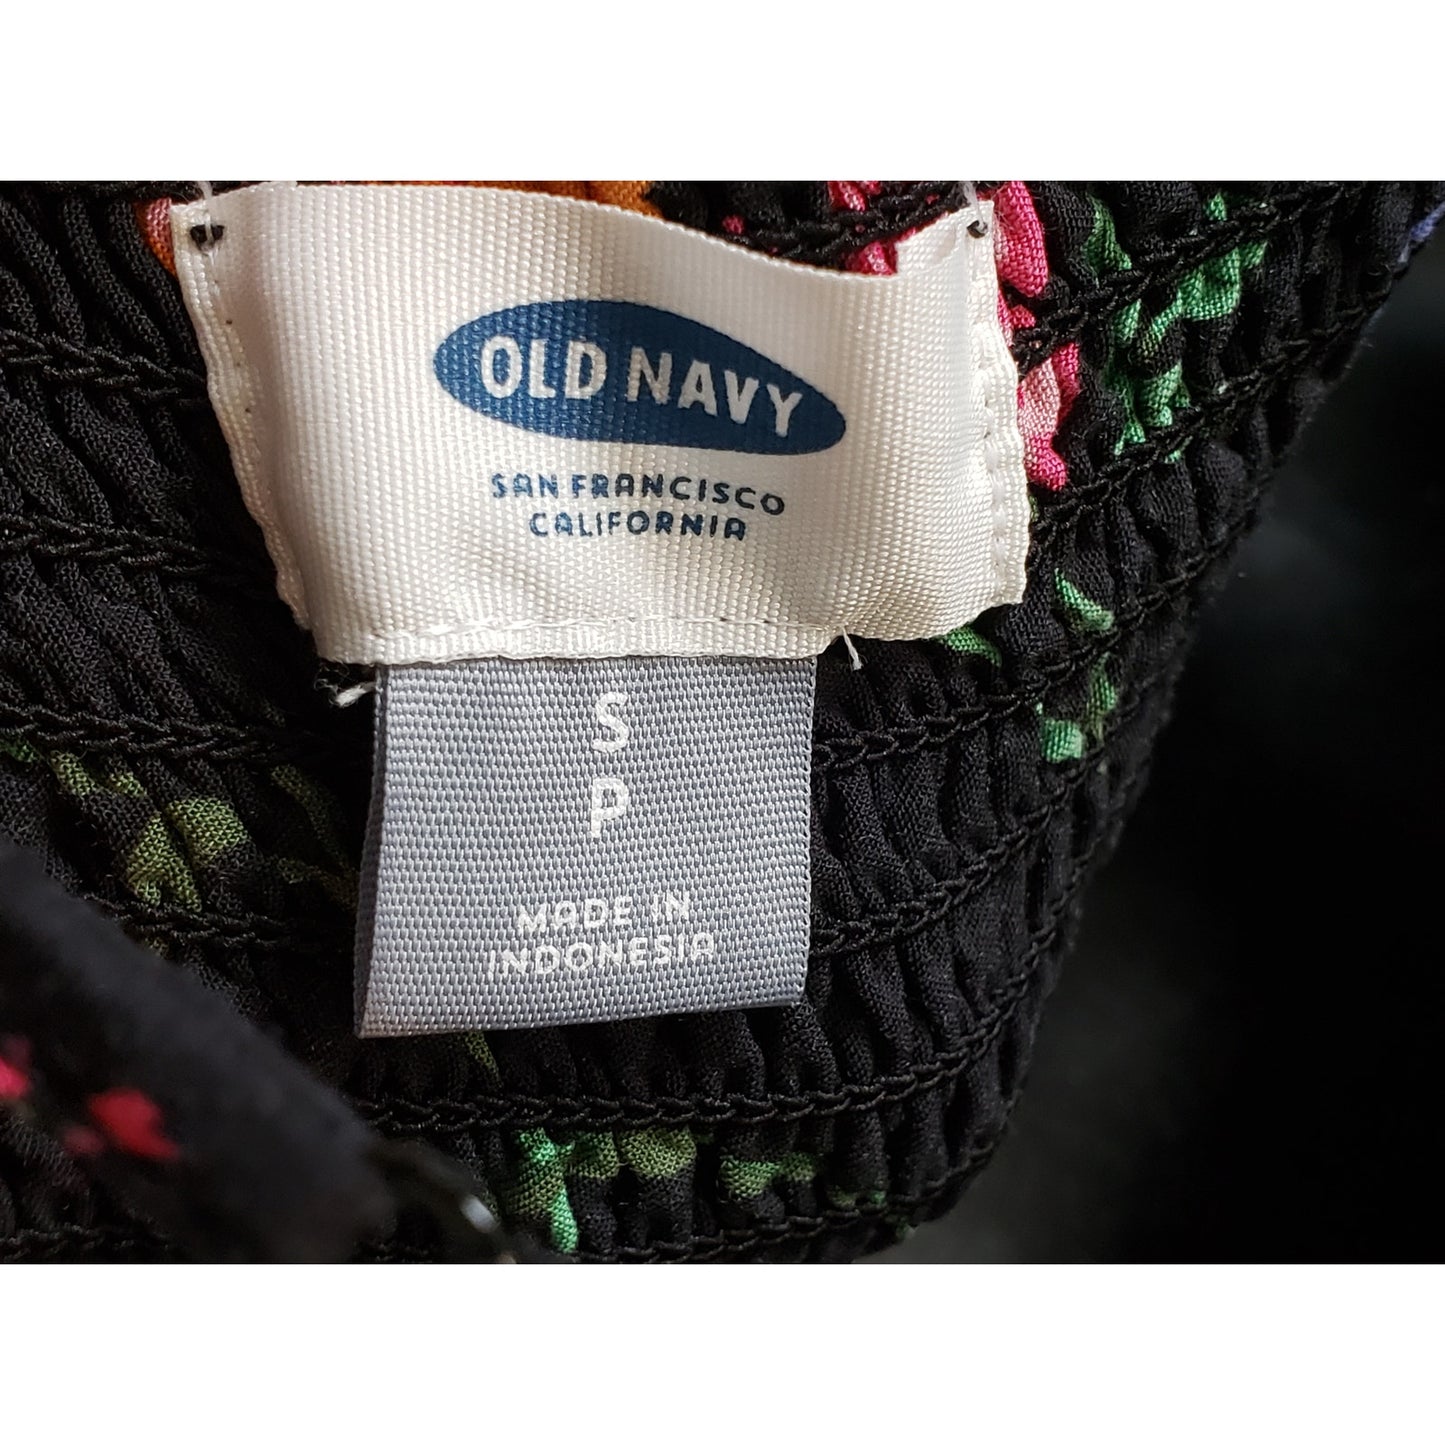 OLD NAVY
SAN FRANCISCO
CALIFORNIA
S
P
MADE IN
INDONESIA